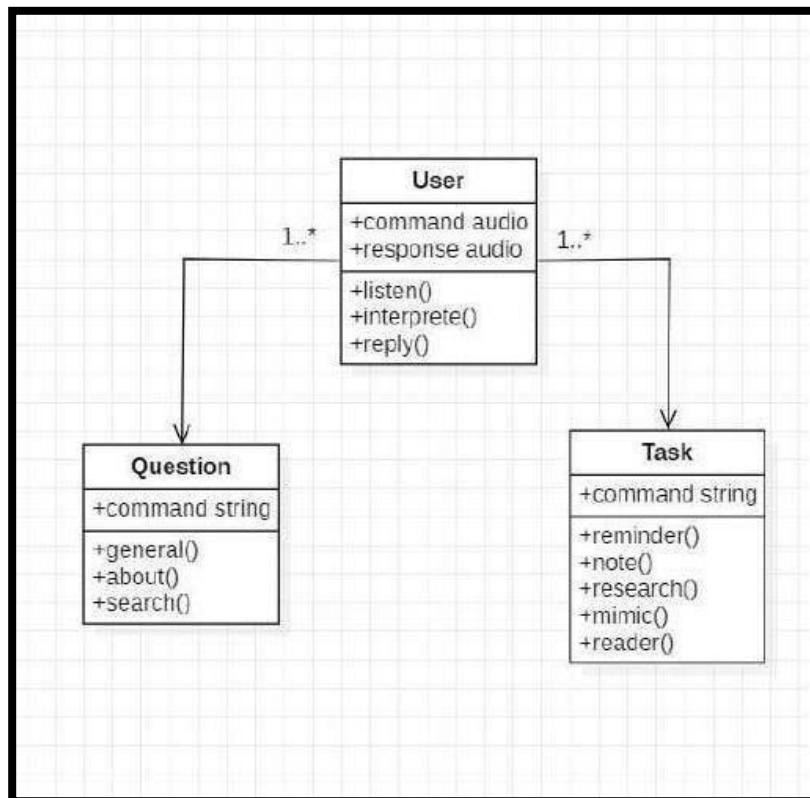 User
+command audio
+response audio
+listen()
+interprete()
+reply()
1..*
1..*
Question
+command string
+general()
+about()
+search()
Task
+command string
+reminder()
+note()
+research()
+mimic()
+reader()